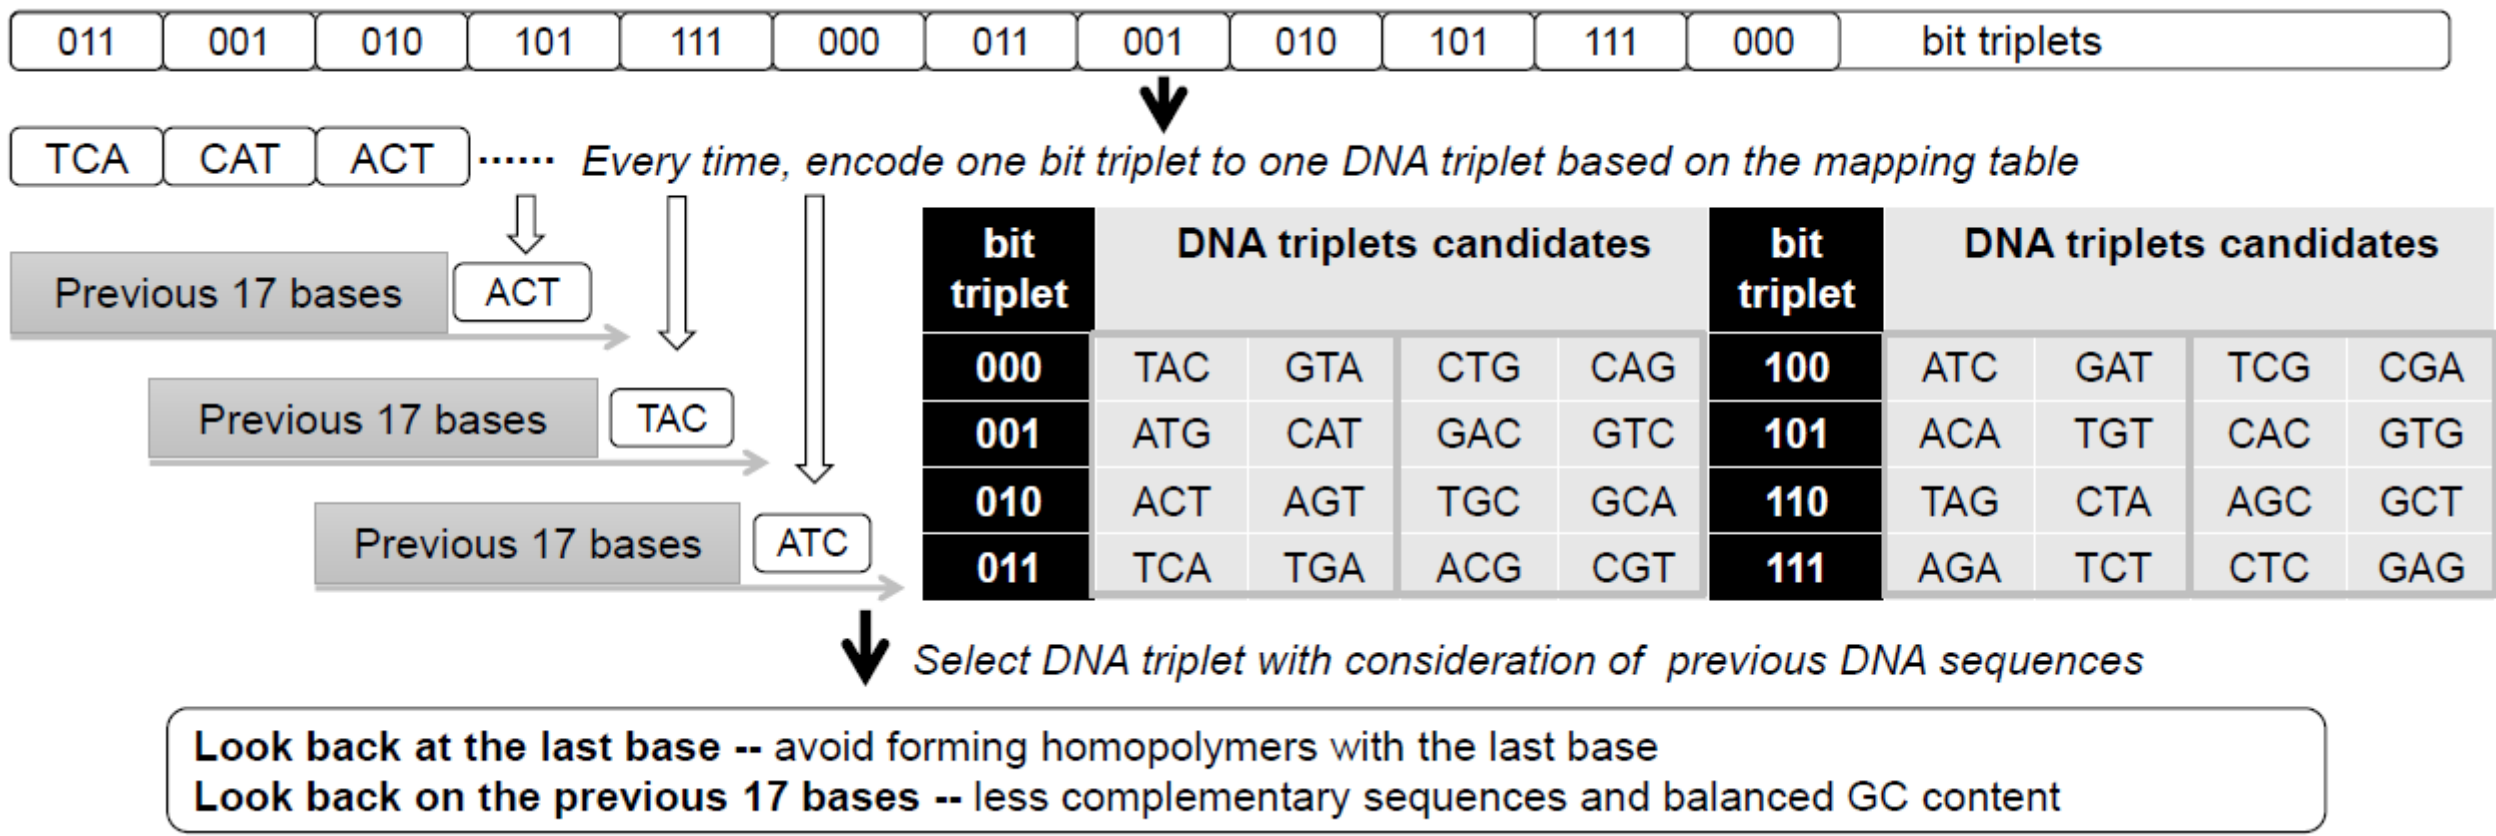 011 001 010 101 111 000 011 001 010 101 111 000 bit triplets
TCA CAT ACT ...... Every time, encode one bit triplet to one DNA triplet based on the mapping table
Previous 17 bases ACT
Previous 17 bases TAC
Previous 17 bases ATC
bit triplet DNA triplets candidates bit triplet DNA triplets candidates
000 TAC GTA CTG CAG 100 ATC GAT TCG CGA
001 ATG CAT GAC GTC 101 ACA TGT CAC GTG
010 ACT AGT TGC GCA 110 TAG CTA AGC GCT
011 TCA TGA ACG CGT 111 AGA TCT CTC GAG
Select DNA triplet with consideration of previous DNA sequences
Look back at the last base -- avoid forming homopolymers with the last base
Look back on the previous 17 bases -- less complementary sequences and balanced GC content